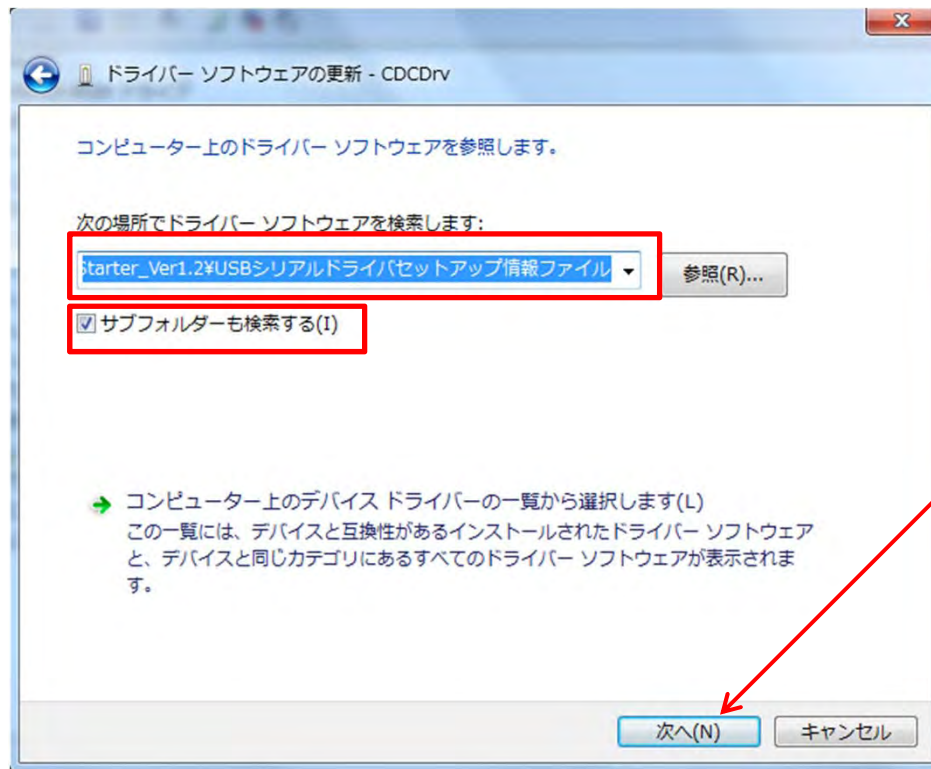 ドライバー ソフトウェアの更新 - CDCDrv
コンピューター上のドライバー ソフトウェアを参照します。
次の場所でドライバー ソフトウェアを検索します:
Starter_Ver1.2¥USBシリアルドライバセットアップ情報ファイル
参照(R)...
サブフォルダーも検索する(I)
コンピューター上のデバイス ドライバーの一覧から選択します(L)
この一覧には、デバイスと互換性があるインストールされたドライバー ソフトウェア
と、デバイスと同じカテゴリにあるすべてのドライバー ソフトウェアが表示されま
す。
次へ(N)
キャンセル